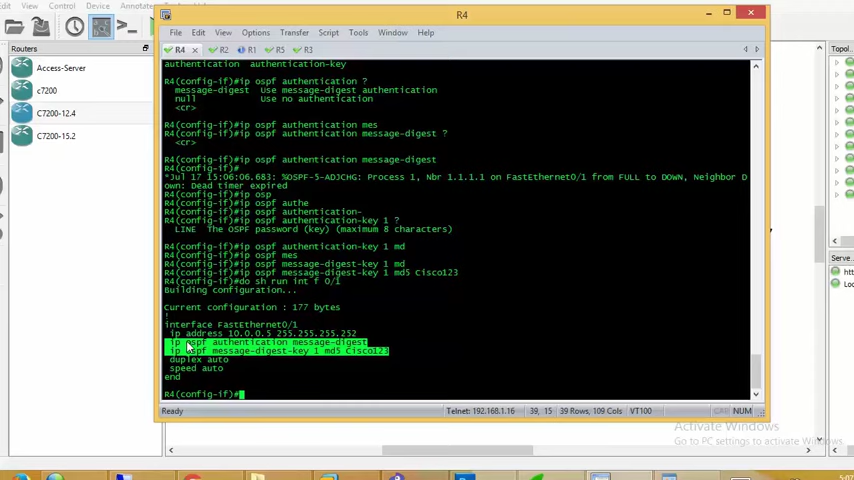 Control
Device
Annotate
R4
Routers
File Edit View Options Transfer Script Tools Window Help
Topol..
R4 R2 R1 R5 R3
Access-Server
c7200
C7200-12.4
C7200-15.2
authentication authentication-key
R4(config-if)#ip ospf authentication ?
message-digest Use message-digest authentication
null Use no authentication
<cr>
R4(config-if)#ip ospf authentication mes
R4(config-if)#ip ospf authentication message-digest ?
<cr>
R4(config-if)#ip ospf authentication message-digest
R4(config-if)#
*Jul 17 15:06:06.683: %OSPF-5-ADJCHG: Process 1, Nbr 1.1.1.1 on FastEthernet0/1 from FULL to DOWN, Neighbor D
own: Dead timer expired
R4(config-if)#ip osp
R4(config-if)#ip ospf authe
R4(config-if)#ip ospf authentication-
R4(config-if)#ip ospf authentication-key 1 ?
LINE The OSPF password (key) (maximum 8 characters)
R4(config-if)#ip ospf authentication-key 1 md
R4(config-if)#ip ospf mes
R4(config-if)#ip ospf message-digest-key 1 md
R4(config-if)#ip ospf message-digest-key 1 md5 Cisco123
R4(config-if)#do sh run int f 0/1
Building configuration...
Current configuration : 177 bytes
!
interface FastEthernet0/1
ip address 10.0.0.5 255.255.255.252
ip ospf authentication message-digest
ip ospf message-digest-key 1 md5 Cisco123
duplex auto
speed auto
end
R4(config-if)#
Serve..
htt
Loc
Ready
Telnet: 192.168.1.16 39, 15 39 Rows, 109 Cols VT100 CAP NUM
Activate Windows
Go to PC settings to activate Windows.